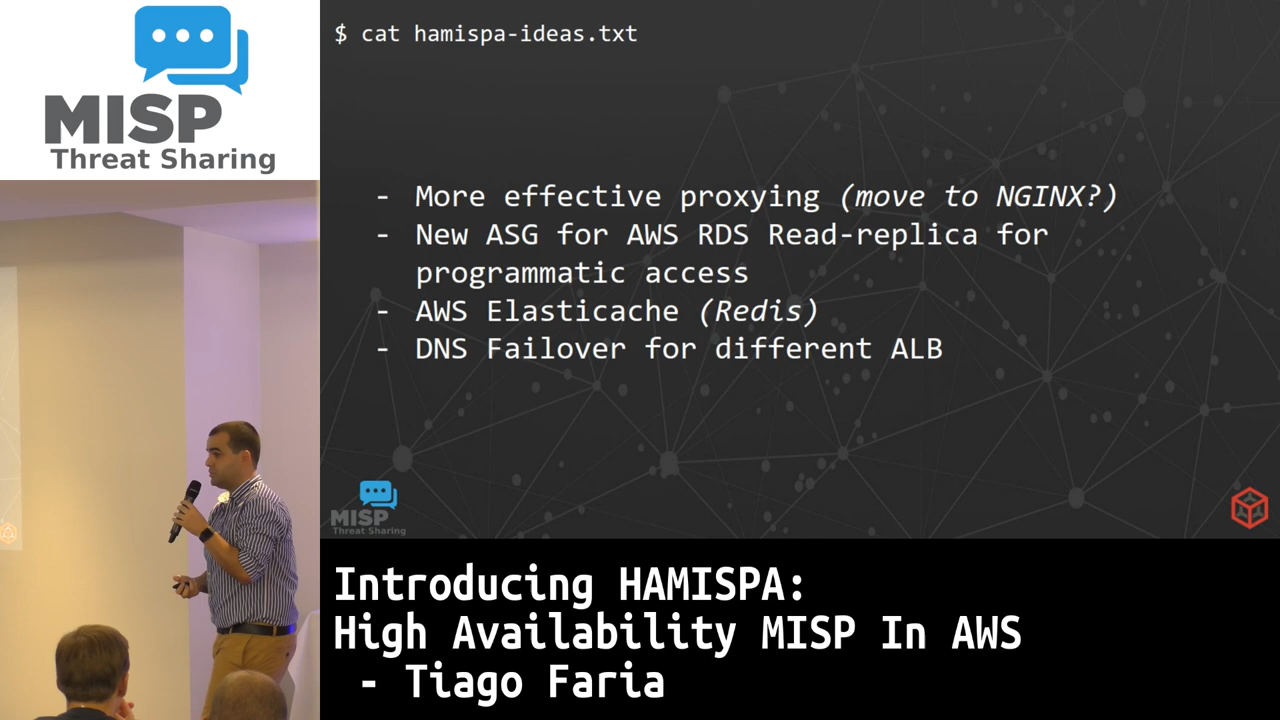 MISP
Threat Sharing
$ cat hamispa-ideas.txt
- More effective proxying (move to NGINX?)
- New ASG for AWS RDS Read-replica for
programmatic access
- AWS Elasticache (Redis)
- DNS Failover for different ALB
MISP
Threat Sharing
Introducing HAMISPA:
High Availability MISP In AWS
- Tiago Faria